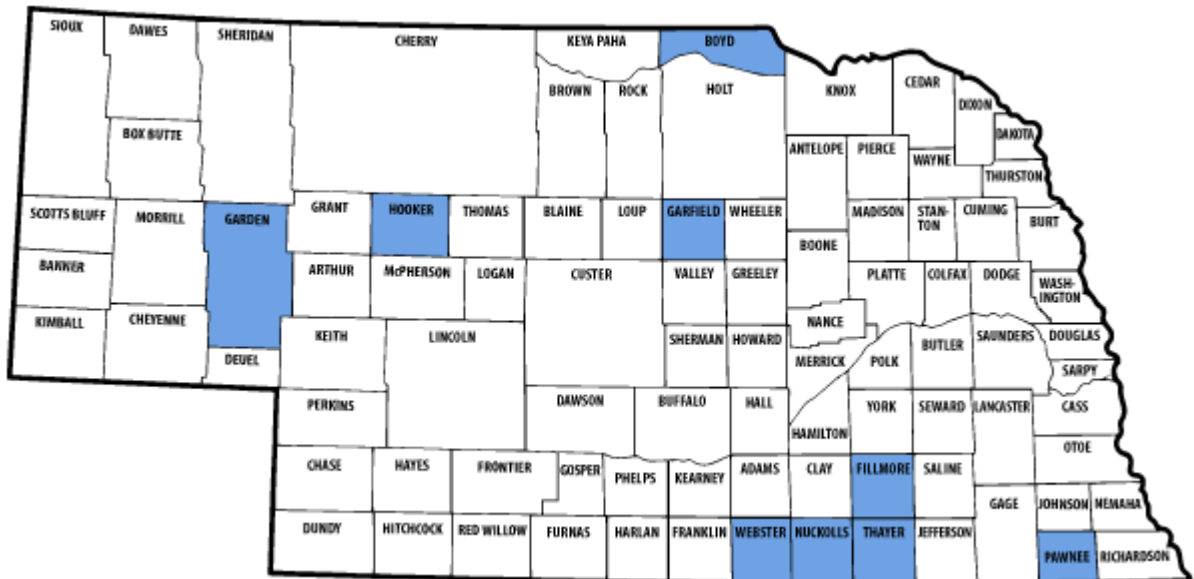 SIOUX
DAWES
SHERIDAN
CHERRY
KEYA PAHA
BOYD
BROWN
ROCK
HOLT
KNOX
CEDAR
DIXON
DAKOTA
BOX BUTTE
ANTELOPE
PIERCE
WAYNE
THURSTON
SCOTTS BLUFF
MORRILL
GARDEN
GRANT
HOOKER
THOMAS
BLAINE
LOUP
GARFIELD
WHEELER
BOONE
MADISON
STAN-
TON
CUMING
BURT
BANNER
ARTHUR
McPHERSON
LOGAN
CUSTER
VALLEY
GREELEY
PLATTE
COLFAX
DODGE
WASH-
INGTON
KIMBALL
CHEYENNE
DEUEL
KEITH
LINCOLN
SHERMAN
HOWARD
NANCE
MERRICK
POLK
BUTLER
SAUNDERS
DOUGLAS
SARPY
PERKINS
DAWSON
BUFFALO
HALL
HAMILTON
YORK
SEWARD
LANCASTER
CASS
OTOE
CHASE
HAYES
FRONTIER
GOSPER
PHELPS
KEARNEY
ADAMS
CLAY
FILLMORE
SALINE
GAGE
JOHNSON
NEMAHA
DUNDY
HITCHCOCK
RED WILLOW
FURNAS
HARLAN
FRANKLIN
WEBSTER
NUCKOLLS
THAYER
JEFFERSON
PAWNEE
RICHARDSON